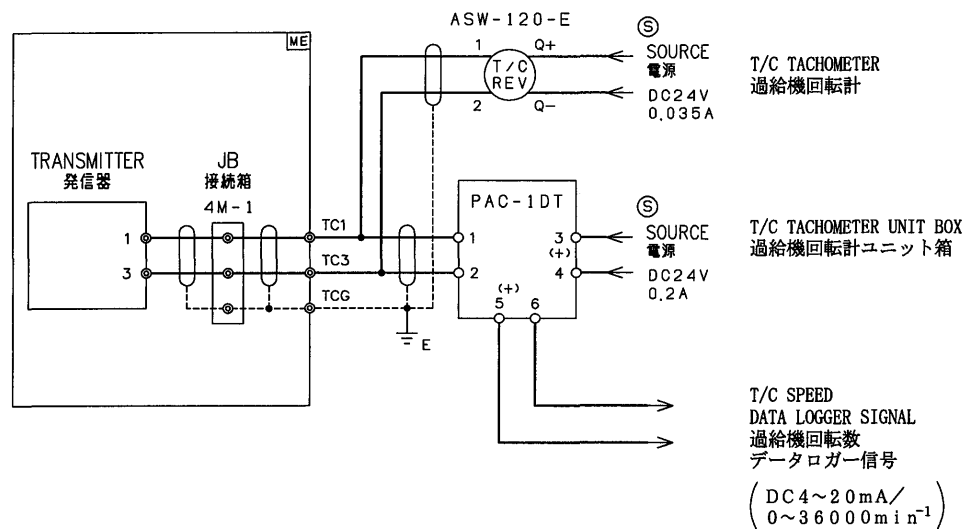 ASW-120-E
ME
1
Q+
T/C
REV
2
Q-
Ⓢ
SOURCE
電源
DC24V
0.035A
T/C TACHOMETER
過給機回転計
TRANSMITTER
発信器
1
3
JB
接続箱
4M-1
TC1
TC3
TCG
E
PAC-1DT
1
2
3
(+)
4
(+)
5
6
Ⓢ
SOURCE
電源
DC24V
0.2A
T/C TACHOMETER UNIT BOX
過給機回転計ユニット箱
T/C SPEED
DATA LOGGER SIGNAL
過給機回転数
データロガー信号
(DC4～20mA/
0～36000min⁻¹)